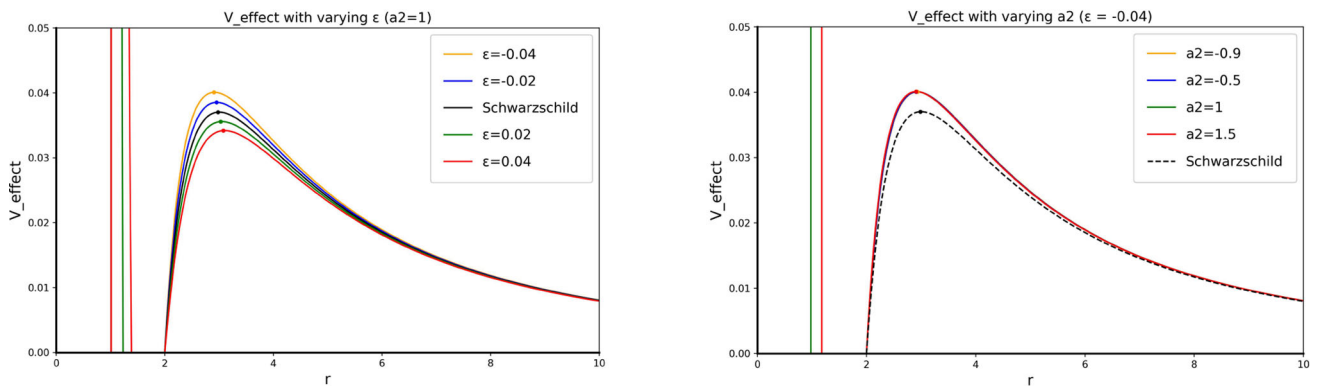 V_effect with varying ε (a2=1)
0.05
0.04
0.03
0.02
0.01
0.00
V_effect
ε=-0.04
ε=-0.02
Schwarzschild
ε=0.02
ε=0.04
0 2 4 6 8 10
r
V_effect with varying a2 (ε = -0.04)
0.05
0.04
0.03
0.02
0.01
0.00
V_effect
a2=-0.9
a2=-0.5
a2=1
a2=1.5
Schwarzschild
0 2 4 6 8 10
r